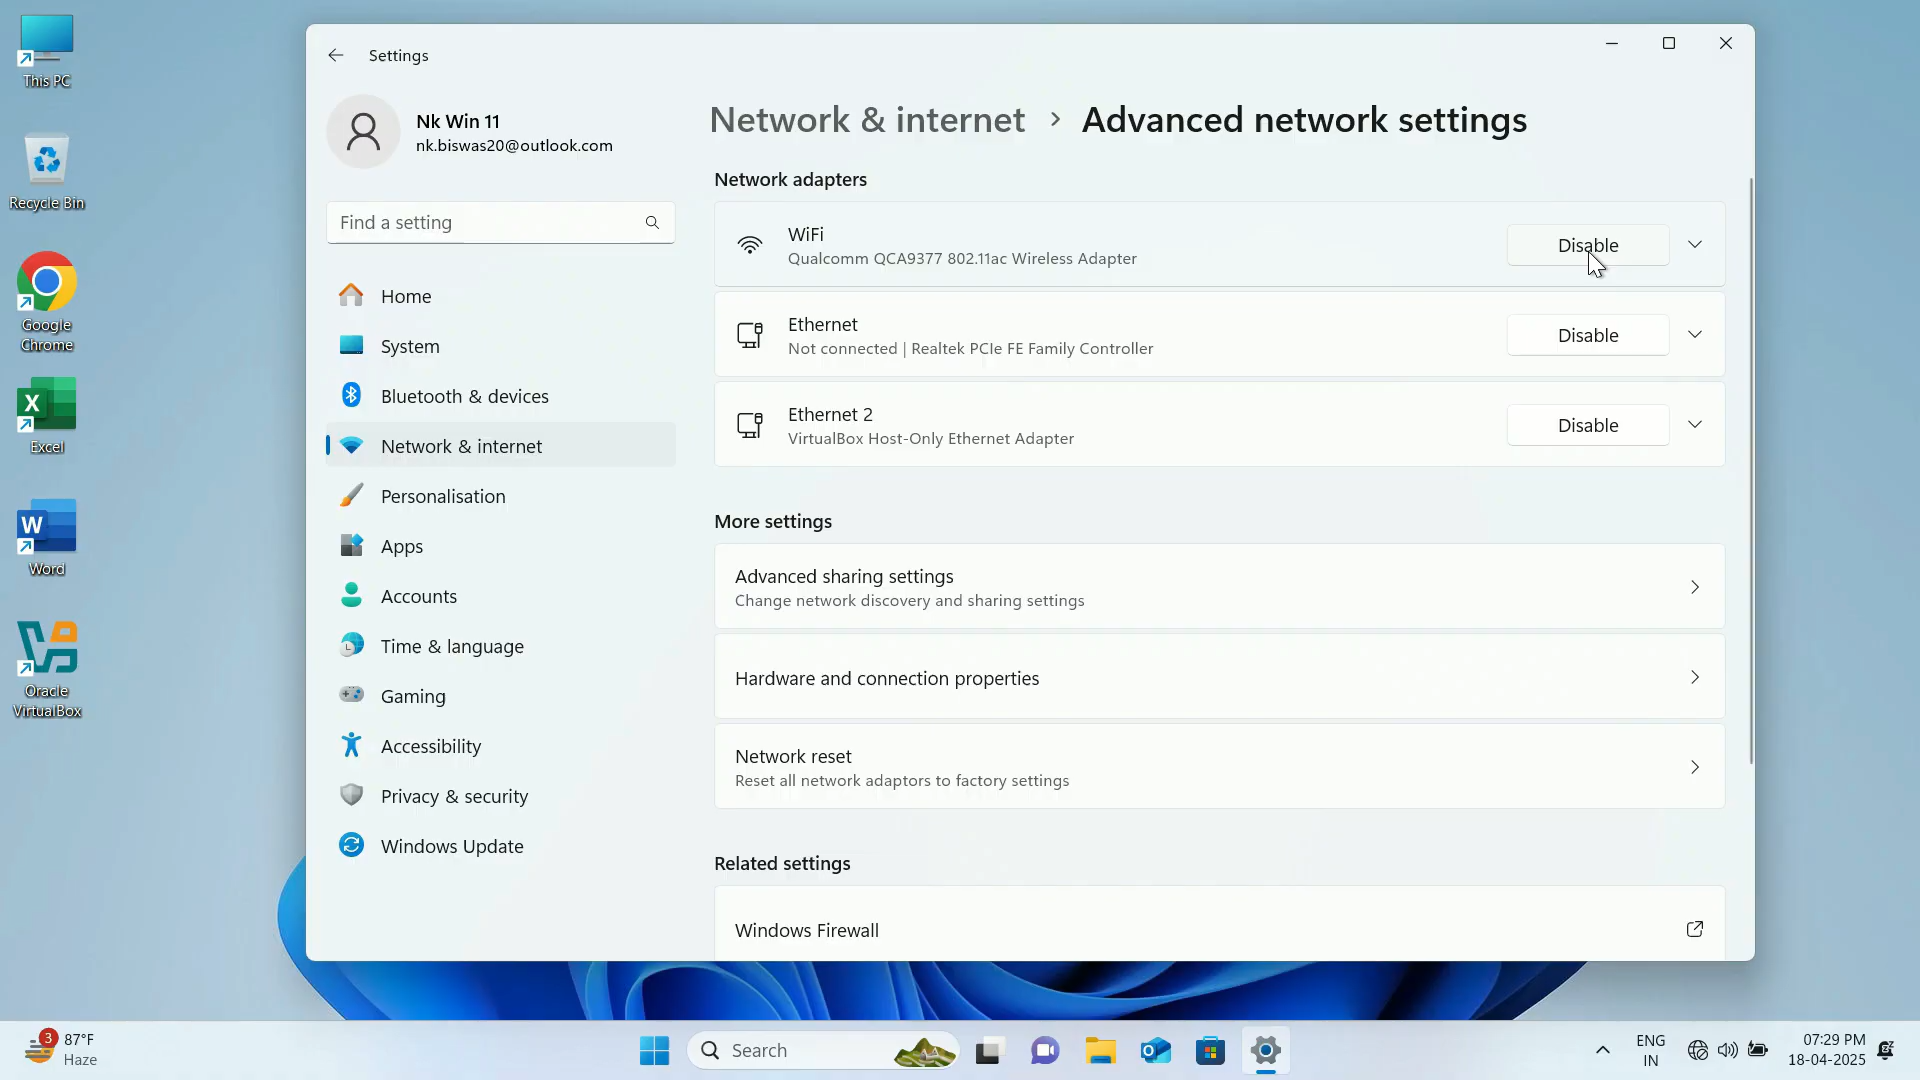 This PC
Recycle Bin
Google
Chrome
Excel
Word
Oracle
VirtualBox
Settings
Nk Win 11
nk.biswas20@outlook.com
Find a setting
Home
System
Bluetooth & devices
Network & internet
Personalisation
Apps
Accounts
Time & language
Gaming
Accessibility
Privacy & security
Windows Update
Network & internet > Advanced network settings
Network adapters
WiFi
Qualcomm QCA9377 802.11ac Wireless Adapter
Disable
Ethernet
Not connected | Realtek PCIe FE Family Controller
Disable
Ethernet 2
VirtualBox Host-Only Ethernet Adapter
Disable
More settings
Advanced sharing settings
Change network discovery and sharing settings
Hardware and connection properties
Network reset
Reset all network adaptors to factory settings
Related settings
Windows Firewall
3
87°F
Haze
Search
ENG
IN
07:29 PM
18-04-2025